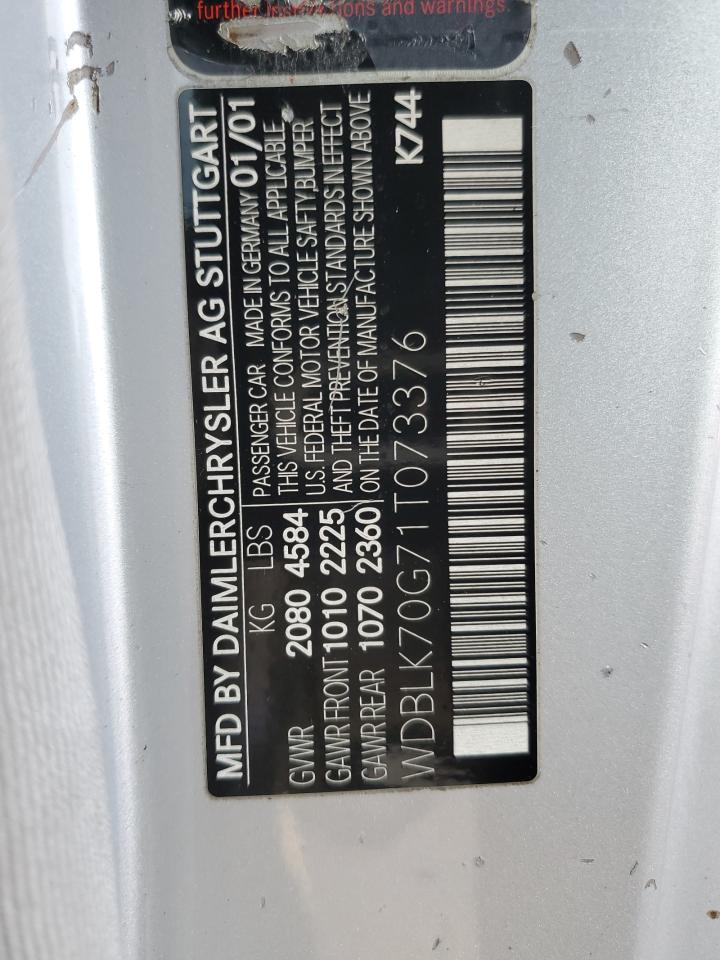 further instructions and warnings.
MFD BY DAIMLERCHRYSLER AG STUTTGART
KG LBS
PASSENGER CAR MADE IN GERMANY 01/01
GVWR 2080 4584
THIS VEHICLE CONFORMS TO ALL APPLICABLE
U.S. FEDERAL MOTOR VEHICLE SAFTY,BUMPER
GAWR FRONT 1010 2225
AND THEFT PREVENTION STANDARDS IN EFFECT
GAWR REAR 1070 2360
ON THE DATE OF MANUFACTURE SHOWN ABOVE
WDBLK70G71T073376
K744